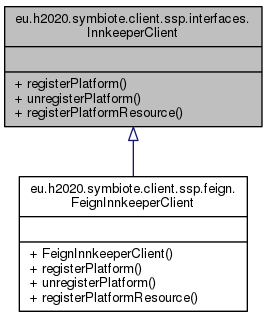 eu.h2020.symbiote.client.ssp.interfaces.
InnkeeperClient
+ registerPlatform()
+ unregisterPlatform()
+ registerPlatformResource()
eu.h2020.symbiote.client.ssp.feign.
FeignInnkeeperClient
+ FeignInnkeeperClient()
+ registerPlatform()
+ unregisterPlatform()
+ registerPlatformResource()